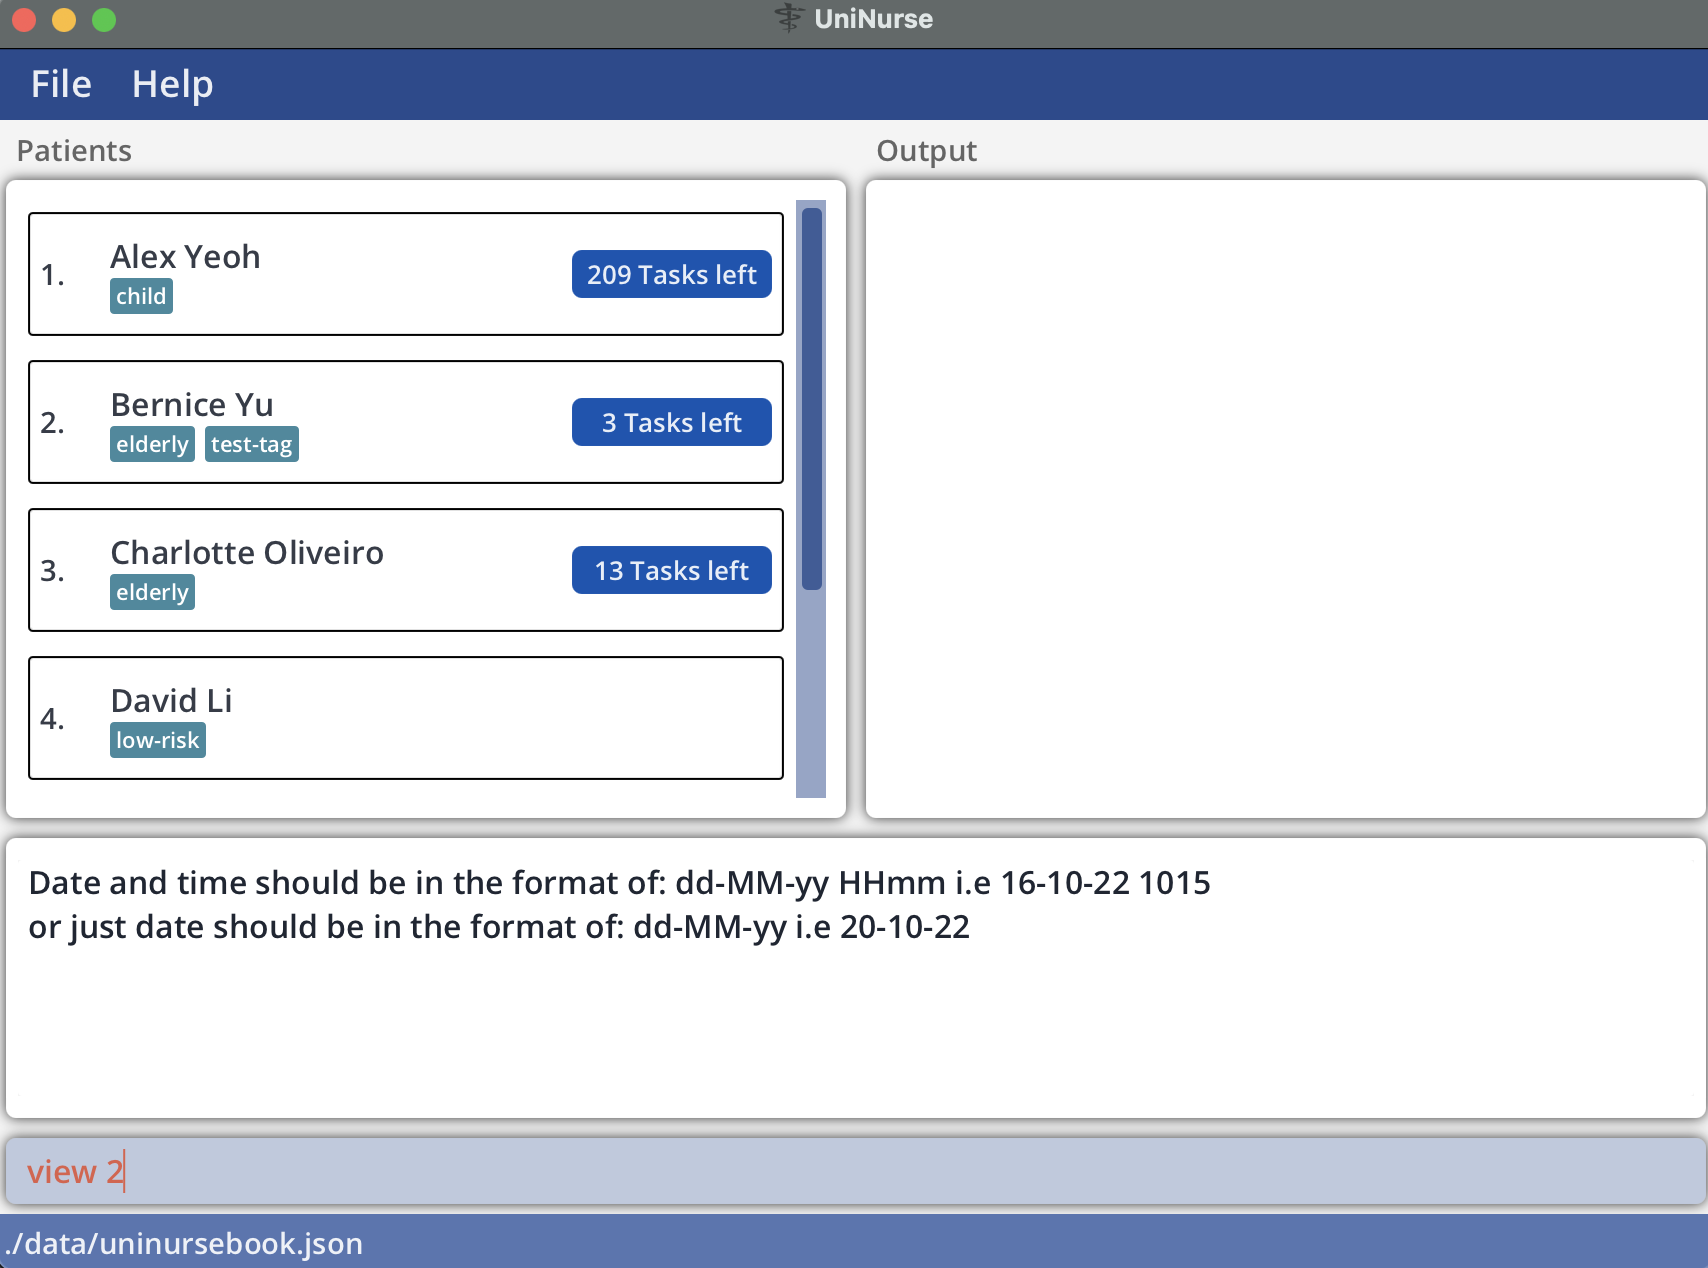 UniNurse
File Help
Patients
Output
1.
Alex Yeoh
child
209 Tasks left
2.
Bernice Yu
elderly test-tag
3 Tasks left
3.
Charlotte Oliveiro
elderly
13 Tasks left
4.
David Li
low-risk
Date and time should be in the format of: dd-MM-yy HHmm i.e 16-10-22 1015
or just date should be in the format of: dd-MM-yy i.e 20-10-22
view 2
./data/uninursebook.json